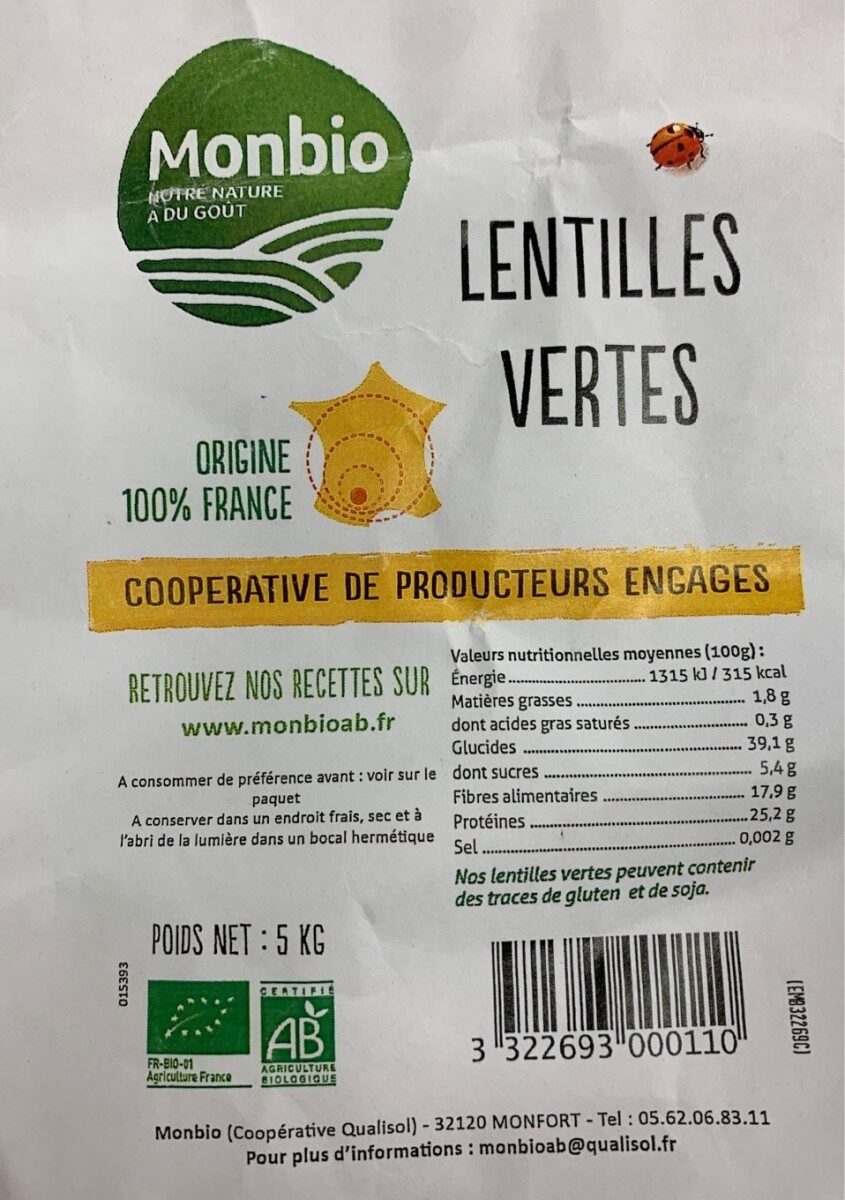 Monbio
NOTRE NATURE
A DU GOÛT
LENTILLES
VERTES
ORIGINE
100% FRANCE
COOPERATIVE DE PRODUCTEURS ENGAGES
RETROUVEZ NOS RECETTES SUR
www.monbioab.fr
A consommer de préférence avant : voir sur le
paquet
A conserver dans un endroit frais, sec et à
l'abri de la lumière dans un bocal hermétique
Valeurs nutritionnelles moyennes (100g) :
Énergie ........ 1315 kJ / 315 kcal
Matières grasses ........ 1,8 g
dont acides gras saturés ........ 0,3 g
Glucides ........ 39,1 g
dont sucres ........ 5,4 g
Fibres alimentaires ........ 17,9 g
Protéines ........ 25,2 g
Sel ........ 0,002 g
Nos lentilles vertes peuvent contenir
des traces de gluten et de soja.
POIDS NET : 5 KG
015393
FR-BIO-01
Agriculture France
CERTIFIÉ
AB
AGRICULTURE
BIOLOGIQUE
3 322693 000110
(EMB32269C)
Monbio (Coopérative Qualisol) - 32120 MONFORT - Tel : 05.62.06.83.11
Pour plus d'informations : monbioab@qualisol.fr